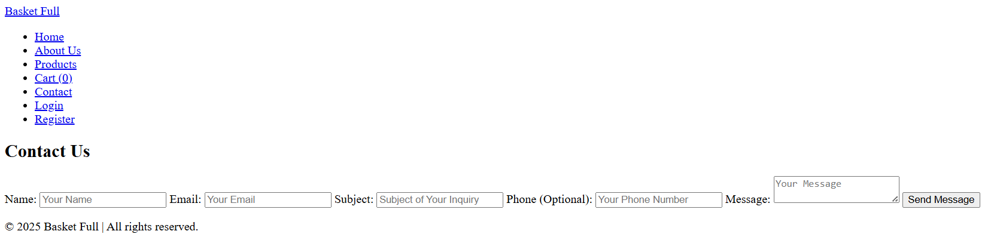 Basket Full
Home
About Us
Products
Cart (0)
Contact
Login
Register
Contact Us
Name: Your Name Email: Your Email Subject: Subject of Your Inquiry Phone (Optional): Your Phone Number Message: Your Message Send Message
© 2025 Basket Full | All rights reserved.